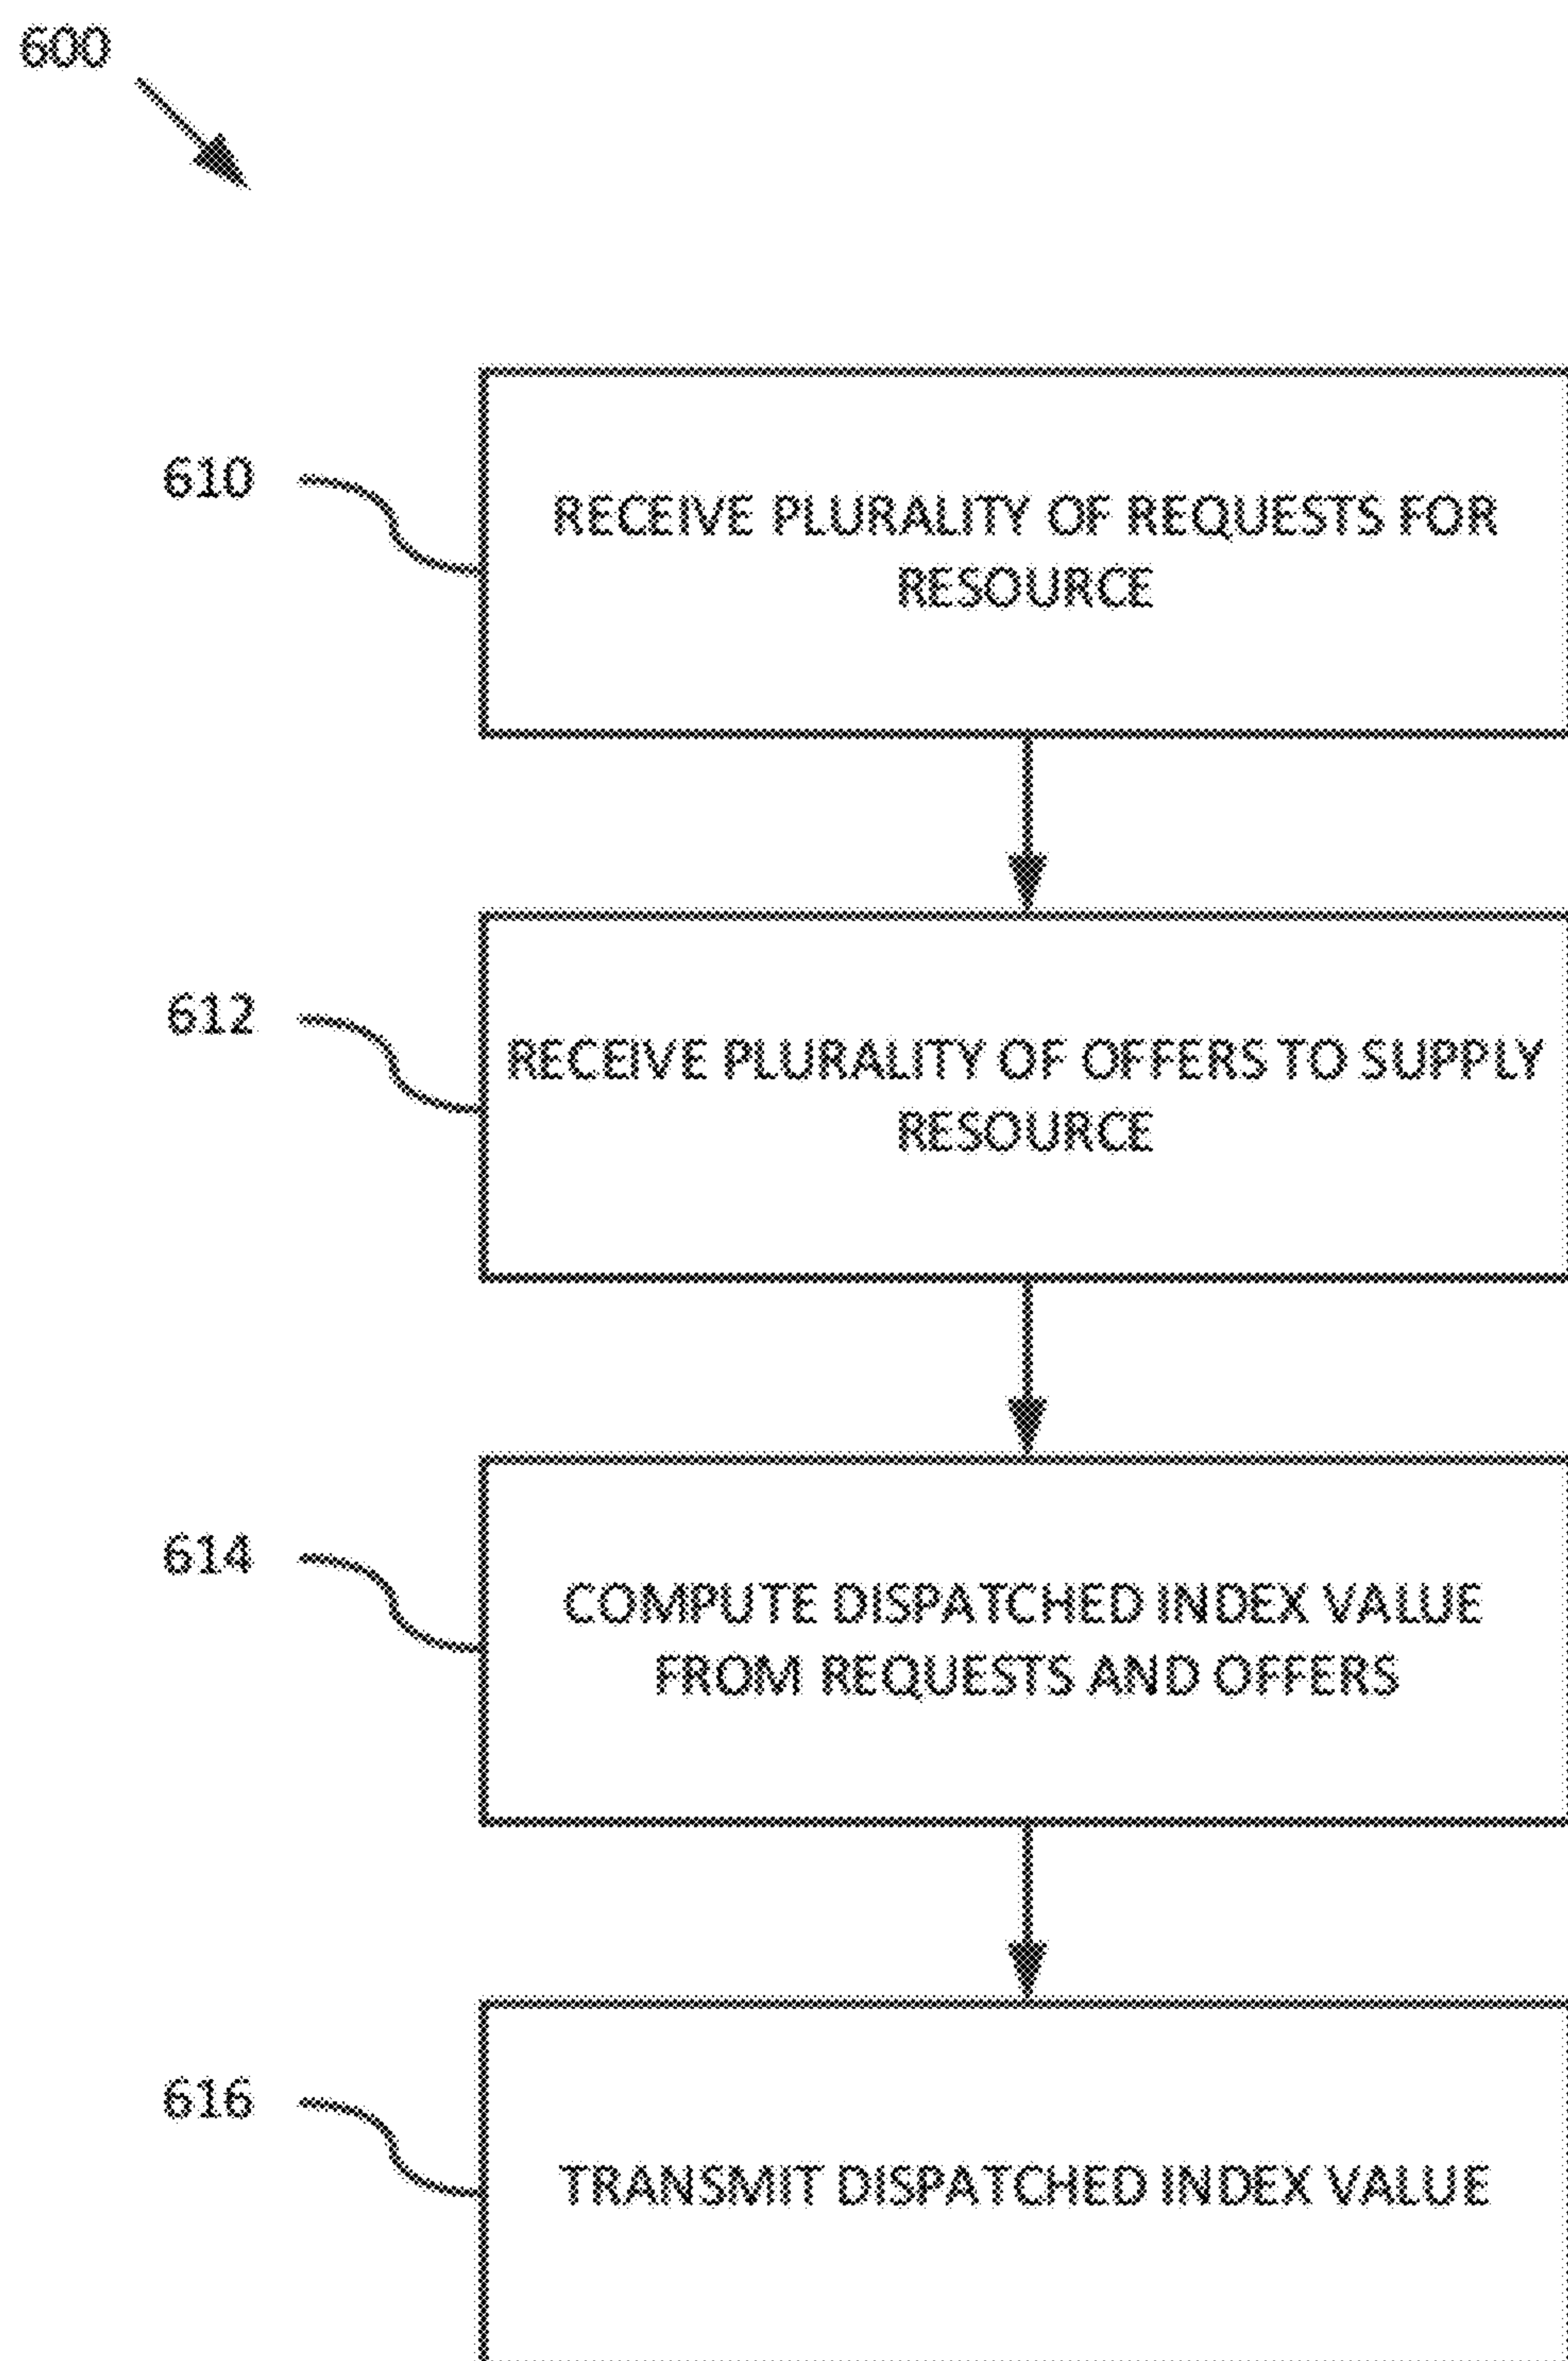 600
610
RECEIVE PLURALITY OF REQUESTS FOR
RESOURCE
612
RECEIVE PLURALITY OF OFFERS TO SUPPLY
RESOURCE
614
COMPUTE DISPATCHED INDEX VALUE
FROM REQUESTS AND OFFERS
616
TRANSMIT DISPATCHED INDEX VALUE